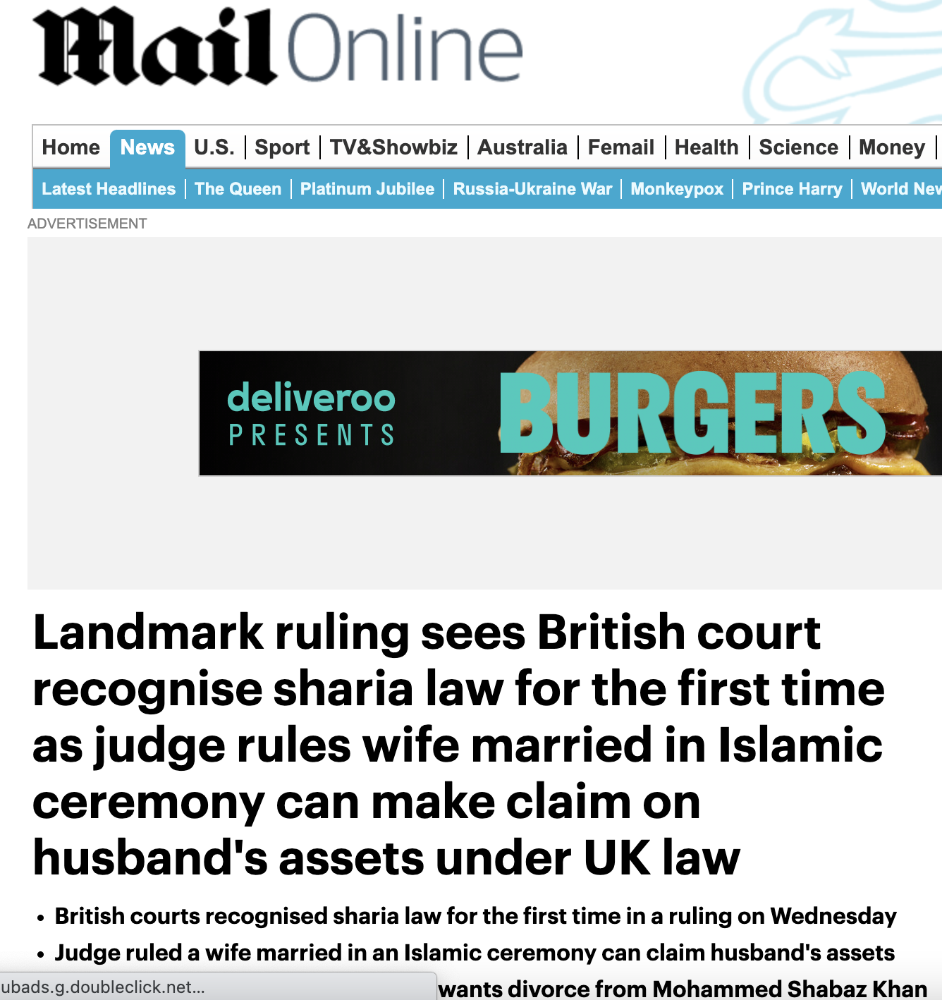 Mail Online
Home News U.S. Sport TV&Showbiz Australia Femail Health Science Money
Latest Headlines The Queen Platinum Jubilee Russia-Ukraine War Monkeypox Prince Harry World New
ADVERTISEMENT
deliveroo
PRESENTS
BURGERS
Landmark ruling sees British court
recognise sharia law for the first time
as judge rules wife married in Islamic
ceremony can make claim on
husband's assets under UK law
• British courts recognised sharia law for the first time in a ruling on Wednesday
• Judge ruled a wife married in an Islamic ceremony can claim husband's assets
wants divorce from Mohammed Shabaz Khan
ubads.g.doubleclick.net...